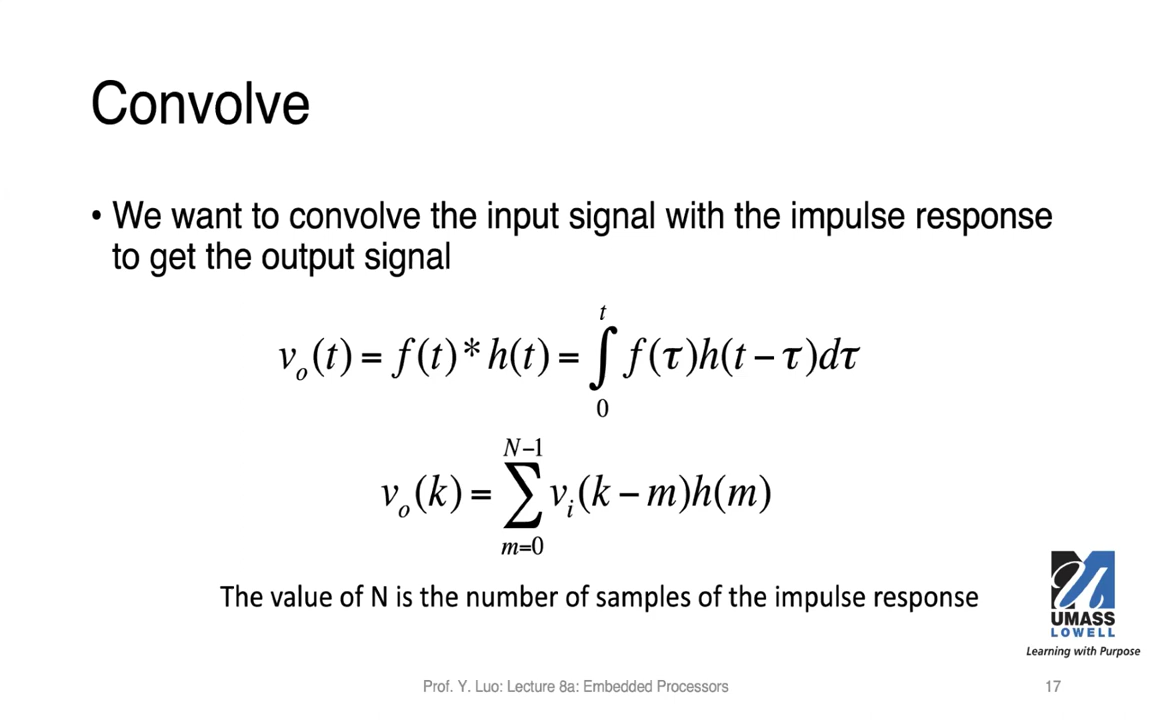 Convolve
• We want to convolve the input signal with the impulse response
to get the output signal
v_o(t) = f(t) * h(t) = ∫_0^t f(τ)h(t − τ)dτ
v_o(k) = ∑_{m=0}^{N−1} v_i(k − m)h(m)
The value of N is the number of samples of the impulse response
UMASS
LOWELL
Learning with Purpose
Prof. Y. Luo: Lecture 8a: Embedded Processors
17